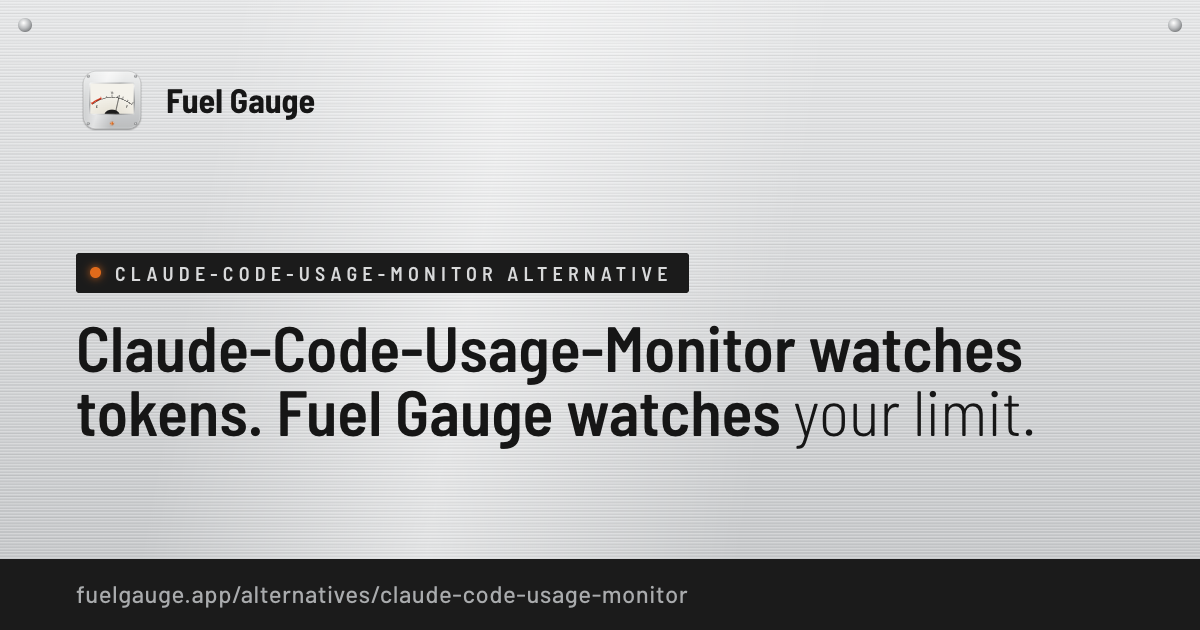 Fuel Gauge
CLAUDE-CODE-USAGE-MONITOR ALTERNATIVE
Claude-Code-Usage-Monitor watches
tokens. Fuel Gauge watches your limit.
fuelgauge.app/alternatives/claude-code-usage-monitor